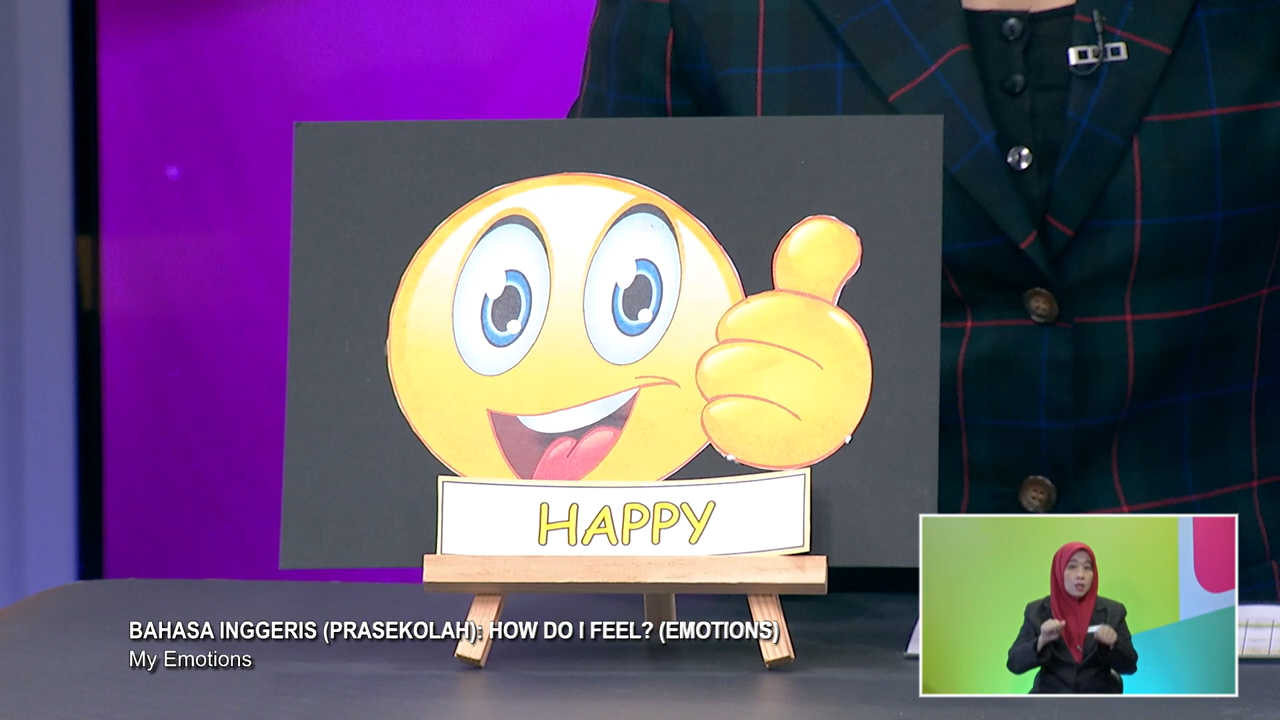 HAPPY
BAHASA INGGERIS (PRASEKOLAH): HOW DO I FEEL? (EMOTIONS)
My Emotions